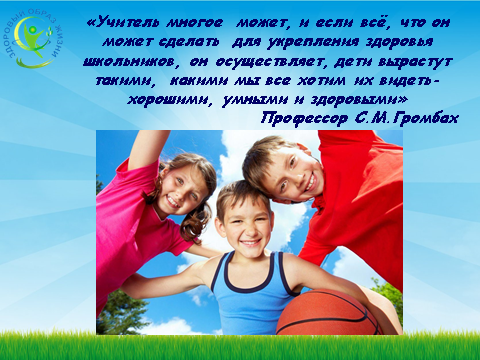 ЗДОРОВЫЙ ОБРАЗ ЖИЗНИ
«Учитель многое может, и если всё, что он
может сделать для укрепления здоровья
школьников, он осуществляет, дети вырастут
такими, какими мы все хотим их видеть-
хорошими, умными и здоровыми»
Профессор С.М.Громбах